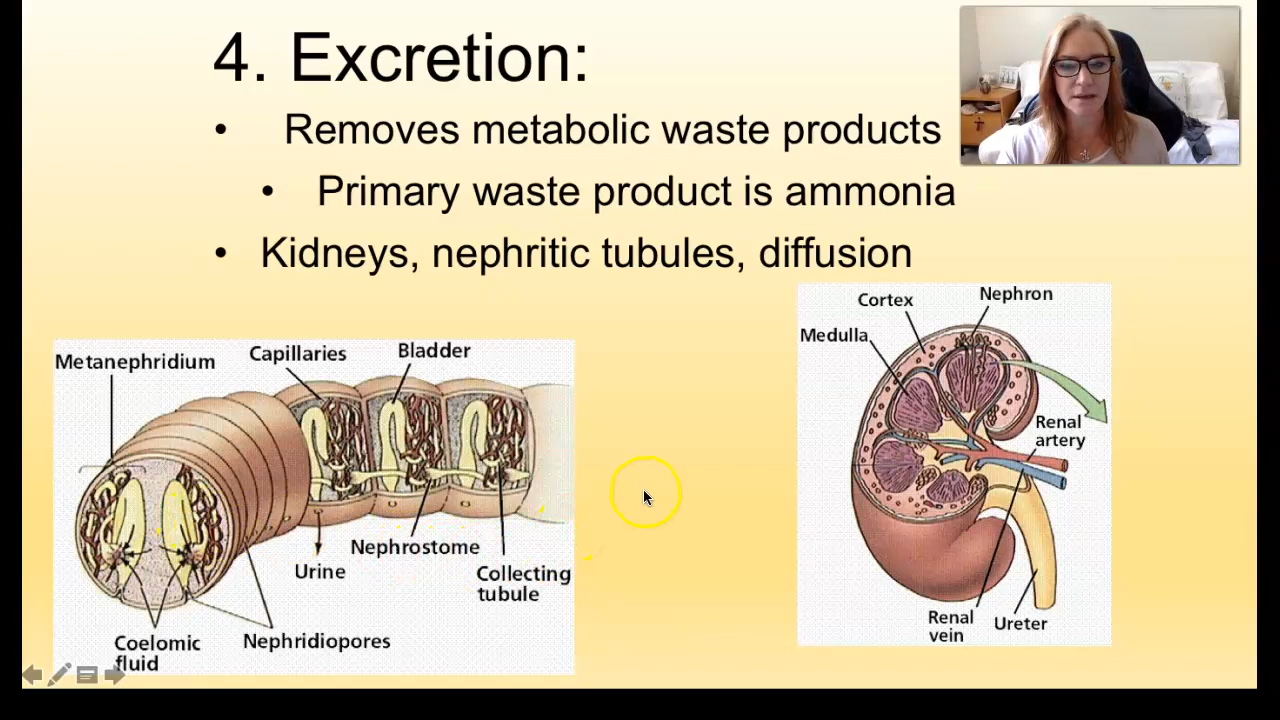 4. Excretion:
• Removes metabolic waste products
• Primary waste product is ammonia
• Kidneys, nephritic tubules, diffusion
Metanephridium
Capillaries
Bladder
Nephrostome
Urine
Collecting
tubule
Coelomic
fluid
Nephridiopores
Cortex
Nephron
Medulla
Renal
artery
Renal
vein
Ureter